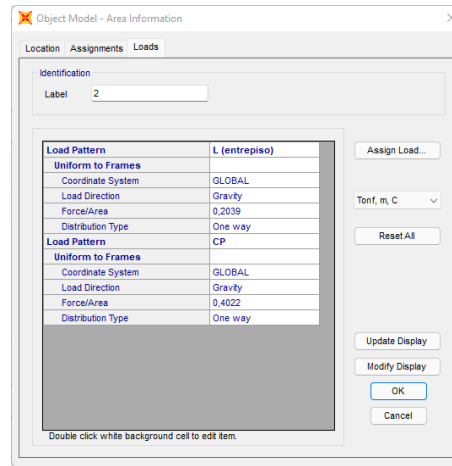 Object Model - Area Information
Location Assignments Loads
Identification
Label 2
Load Pattern L (entrepiso)
Uniform to Frames
Coordinate System GLOBAL
Load Direction Gravity
Force/Area 0,2039
Distribution Type One way
Load Pattern CP
Uniform to Frames
Coordinate System GLOBAL
Load Direction Gravity
Force/Area 0,4022
Distribution Type One way
Assign Load...
Tonf, m, C
Reset All
Update Display
Modify Display
OK
Cancel
Double click white background cell to edit item.